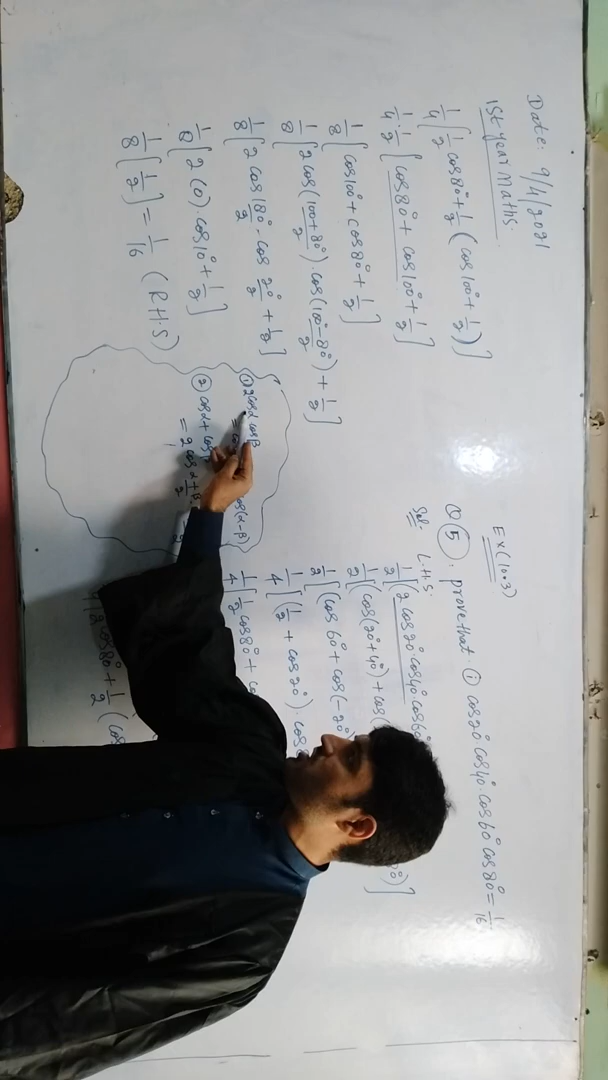 Date: 9/4/2021
1st year Maths.
1/4 [ 1/2 cos80° + 1/2 ( cos100° + 1/2 ) ]
1/4 · 1/2 [ cos80° + cos100° + 1/2 ]
1/8 [ cos100° + cos80° + 1/2 ]
1/8 [ 2 cos( 100+80/2 ) . cos( 100-80/2 ) + 1/2 ]
1/8 [ 2 cos 180/2 · cos 20/2 + 1/2 ]
1/8 [ 2 (0) · cos10° + 1/2 ]
1/8 [ 1/2 ] = 1/16 (R.H.S)
① 2cosα cosβ
(α-β)
② cosα + cosβ
= 2 cos α+β/2
Ex (10.3)
Q 5 . prove that ① cos20° cos40° cos60° cos80° = 1/16
Sol. L.H.S.
1/2 [ 2 cos20° cos40° cos60°
1/2 [ cos(20°+40°) + cos(
1/2 [ (cos60° + cos(-20°)
1/4 [ ( 1/2 + cos20° ) .
1/4 [ 1/2 cos80° +
cos80° + 1/2 ( cos